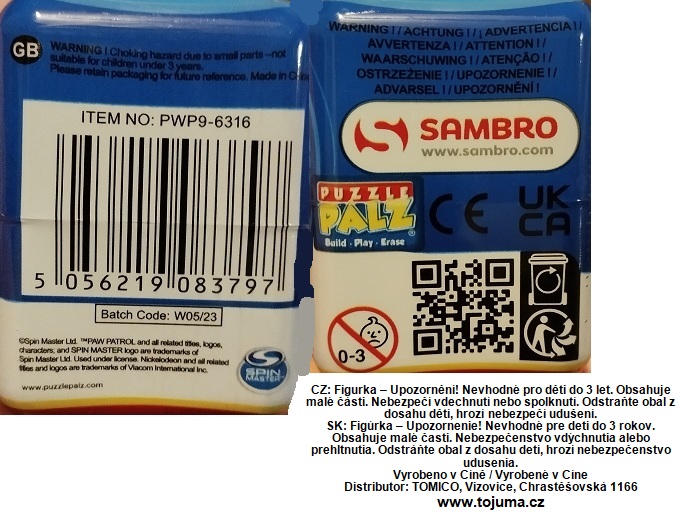 GB
WARNING ! Choking hazard due to small parts –not
suitable for children under 3 years.
Please retain packaging for future reference. Made in
ITEM NO: PWP9-6316
5 056219 083797
Batch Code: W05/23
©Spin Master Ltd. ™PAW PATROL and all related titles, logos,
characters; and SPIN MASTER logo are trademarks of
Spin Master Ltd. Used under license. Nickelodeon and all related
titles and logos are trademarks of Viacom International Inc.
www.puzzlepalz.com
SPIN
MASTER
WARNING ! / ACHTUNG ! / ¡ ADVERTENCIA !
AVVERTENZA ! / ATTENTION ! /
WAARSCHUWING ! / ATENÇÃO ! /
OSTRZEŻENIE ! / UPOZORNENIE ! /
ADVARSEL ! / UPOZORNĚNÍ !
SAMBRO
www.sambro.com
PUZZLE
PALZ®
Build · Play · Erase
CE
UK
CA
0-3
CZ: Figurka – Upozornění! Nevhodné pro děti do 3 let. Obsahuje
malé části. Nebezpečí vdechnutí nebo spolknutí. Odstraňte obal z
dosahu dětí, hrozí nebezpečí udušení.
SK: Figúrka – Upozornenie! Nevhodné pre deti do 3 rokov.
Obsahuje malé časti. Nebezpečenstvo vdýchnutia alebo
prehltnutia. Odstráňte obal z dosahu detí, hrozí nebezpečenstvo
udusenia.
Vyrobeno v Číně / Vyrobené v Číne
Distributor: TOMICO, Vizovice, Chrastěšovská 1166
www.tojuma.cz